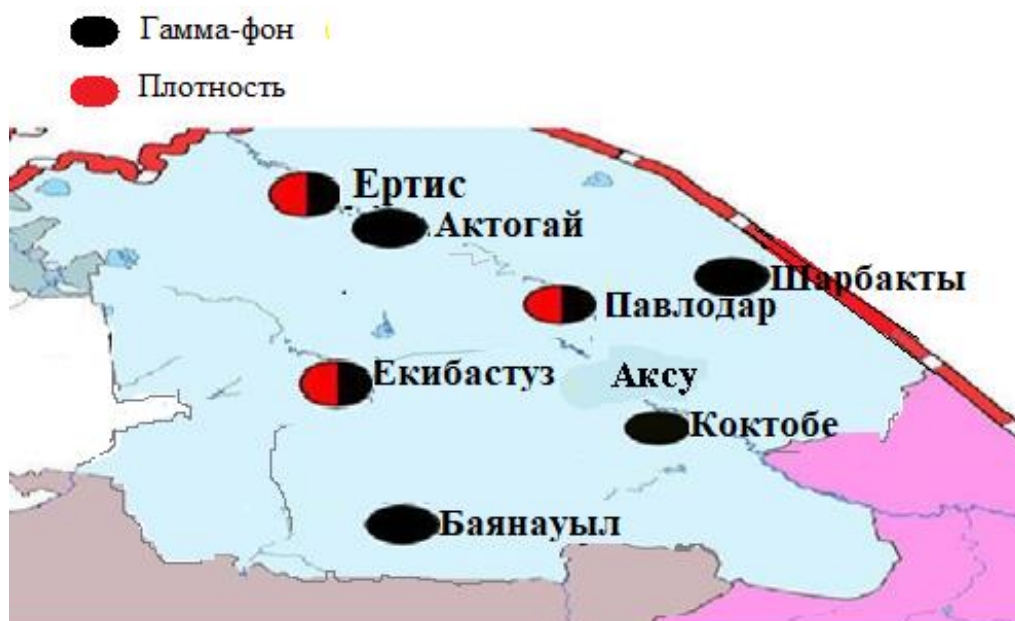 Гамма-фон
Плотность
Ертис
Актогай
Шарбакты
Павлодар
Екибастуз
Аксу
Коктобе
Баянауыл